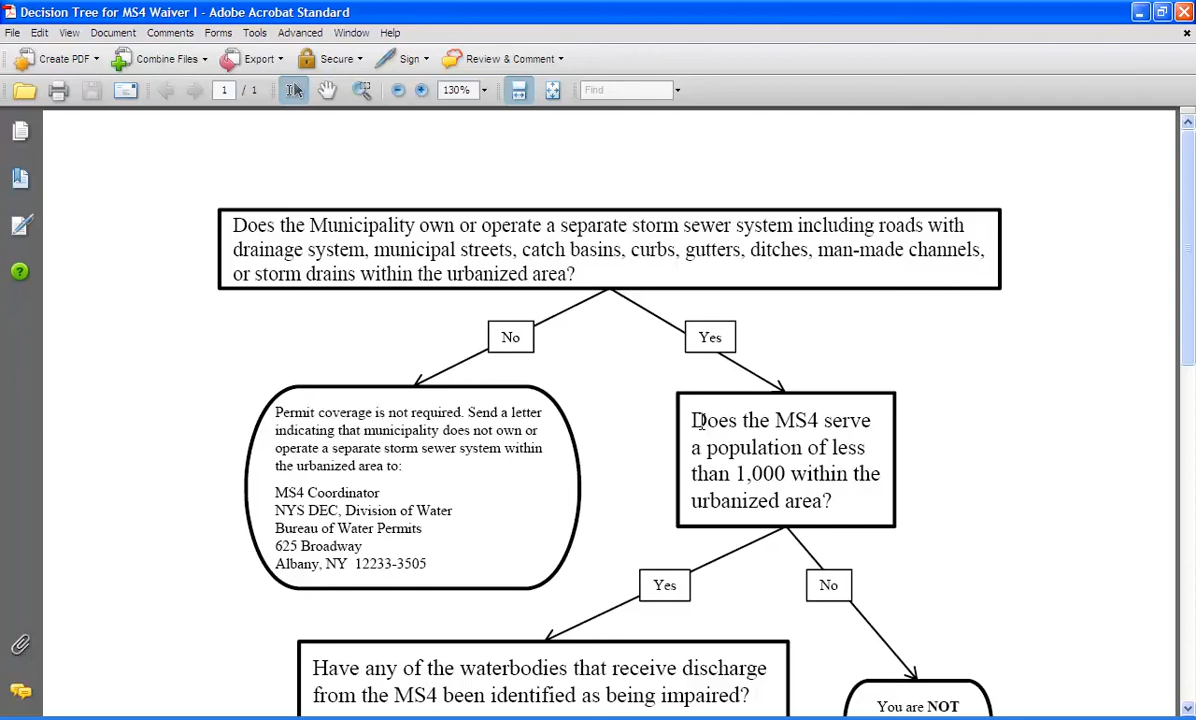 Decision Tree for MS4 Waiver I - Adobe Acrobat Standard
File Edit View Document Comments Forms Tools Advanced Window Help
Create PDF Combine Files Export Secure Sign Review & Comment
1 / 1 130% Find
Does the Municipality own or operate a separate storm sewer system including roads with
drainage system, municipal streets, catch basins, curbs, gutters, ditches, man-made channels,
or storm drains within the urbanized area?
No
Yes
Permit coverage is not required. Send a letter
indicating that municipality does not own or
operate a separate storm sewer system within
the urbanized area to:
MS4 Coordinator
NYS DEC, Division of Water
Bureau of Water Permits
625 Broadway
Albany, NY 12233-3505
Does the MS4 serve
a population of less
than 1,000 within the
urbanized area?
Yes
No
Have any of the waterbodies that receive discharge
from the MS4 been identified as being impaired?
You are NOT